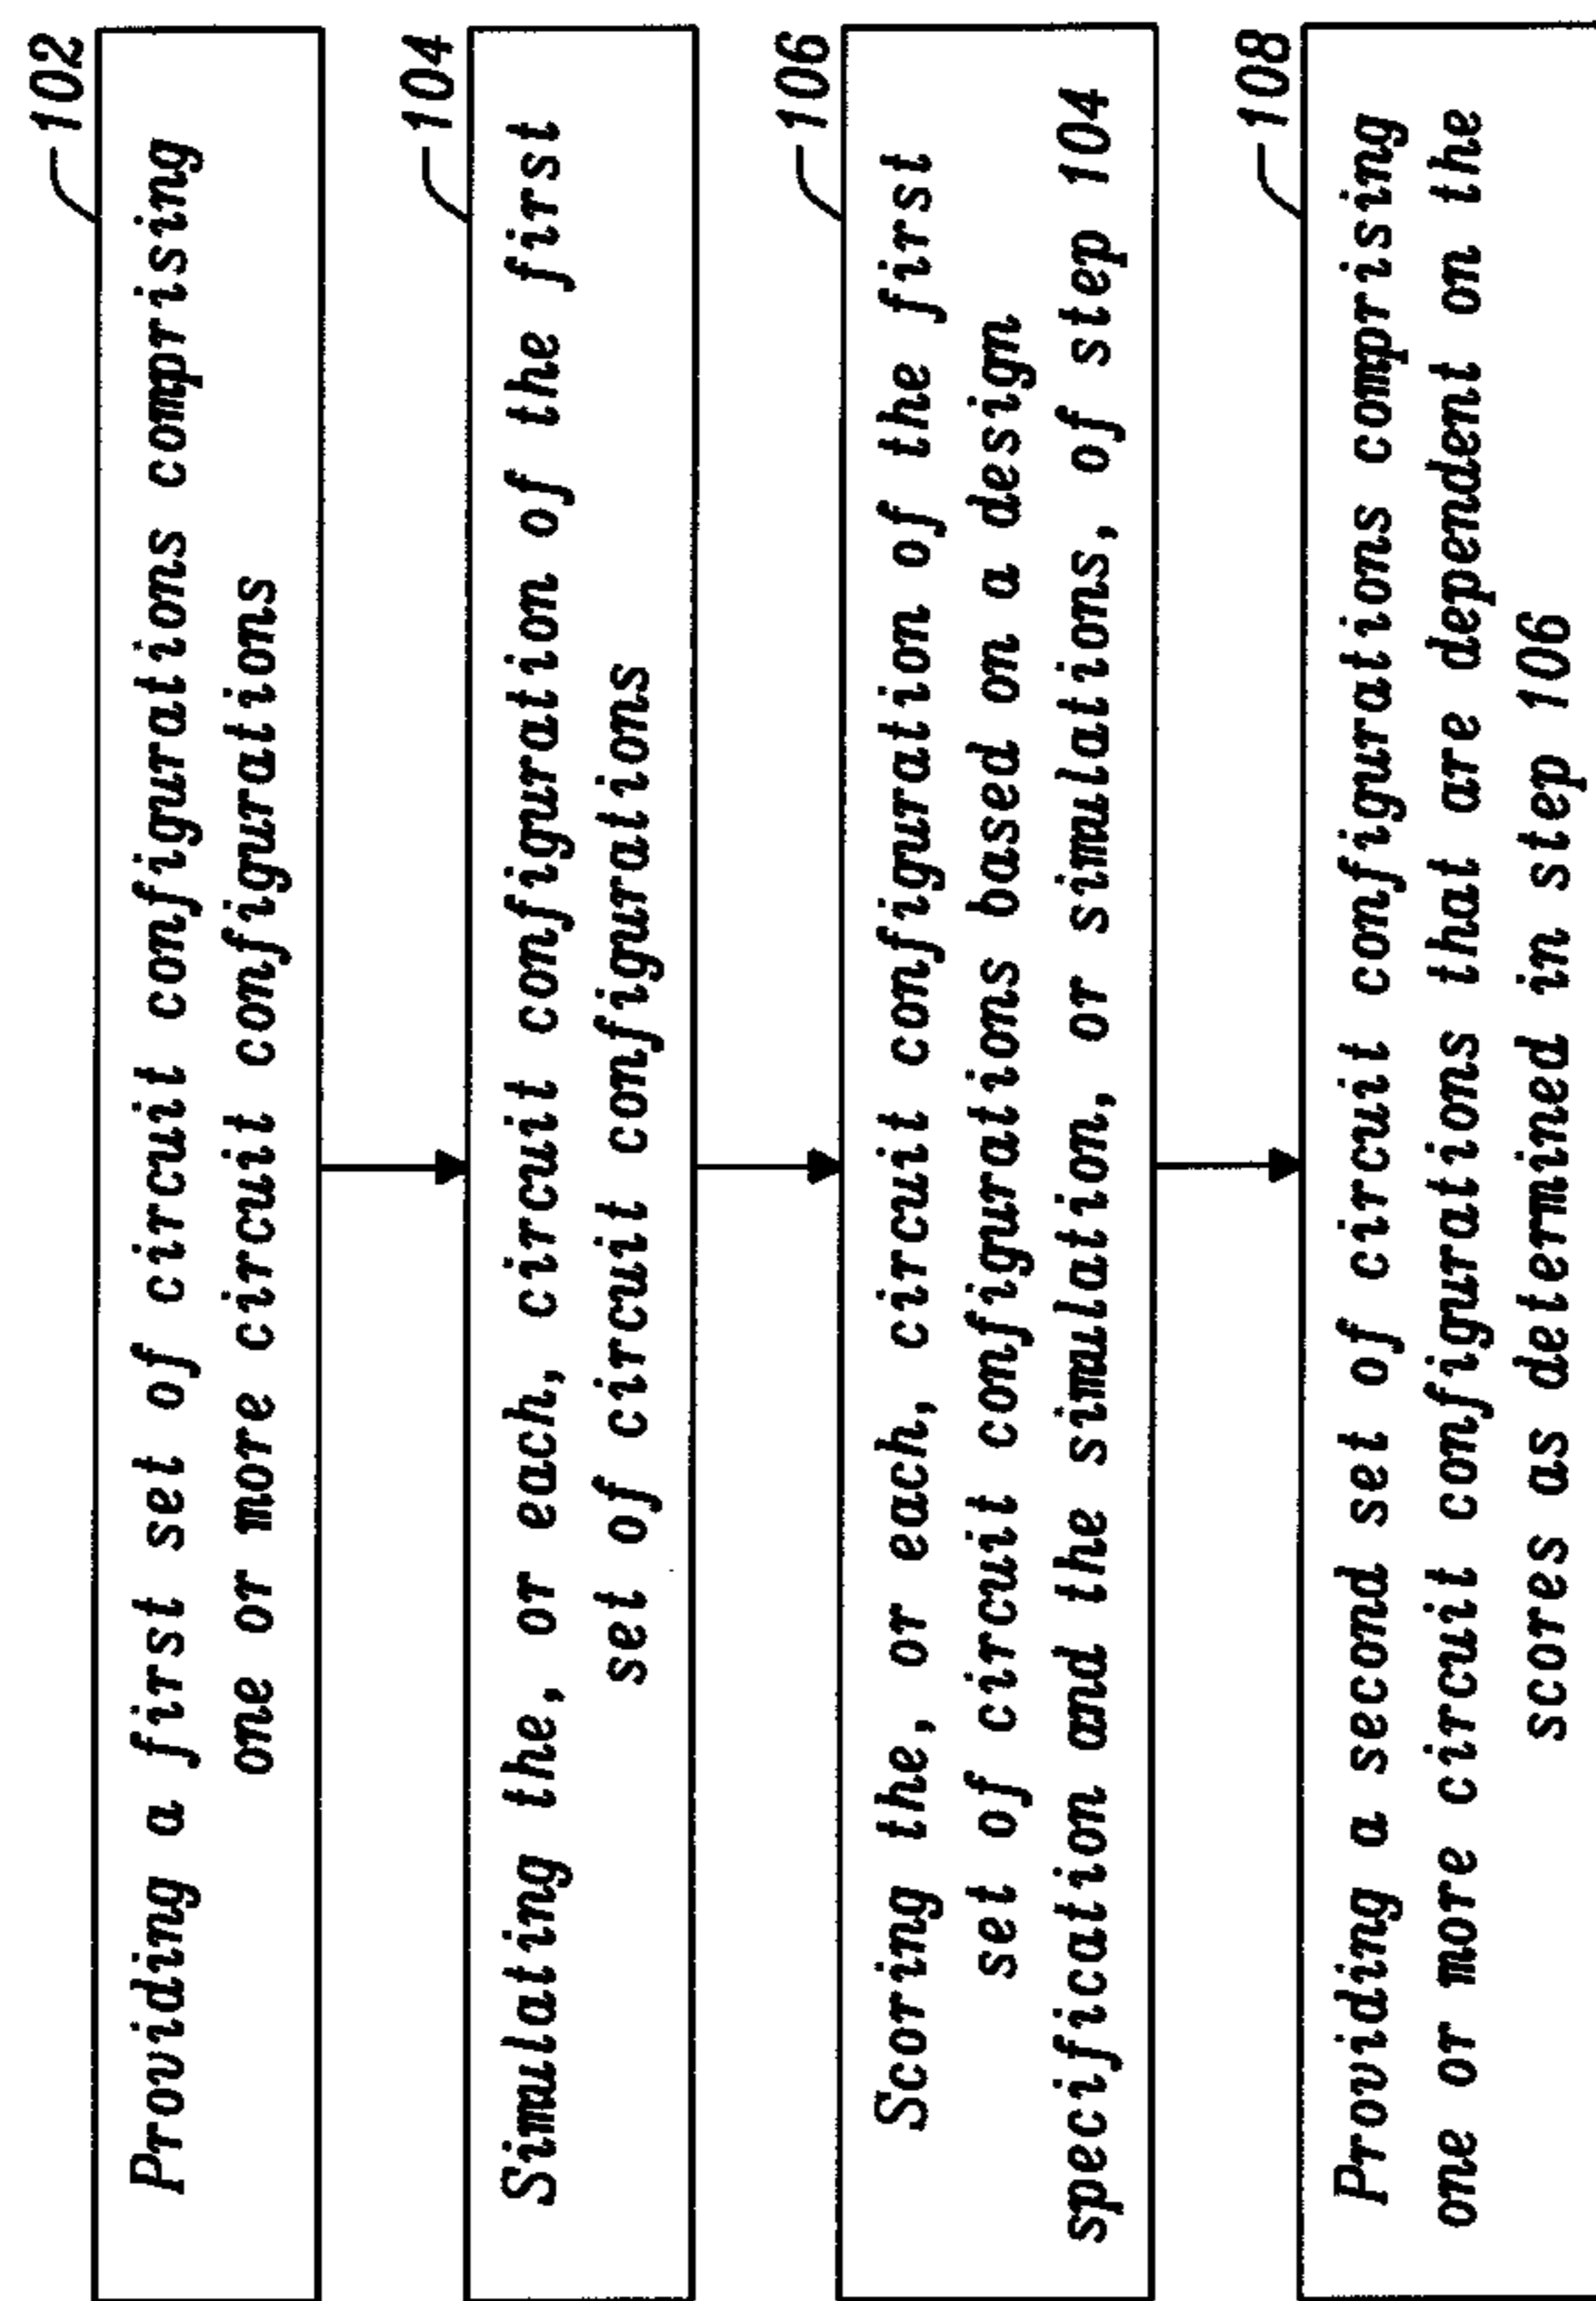 102
Providing a first set of circuit configurations comprising
one or more circuit configurations
104
Simulating the, or each, circuit configuration of the first
set of circuit configurations
106
Scoring the, or each, circuit configuration of the first
set of circuit configurations based on a design
specification and the simulation, or simulations, of step 104
108
Providing a second set of circuit configurations comprising
one or more circuit configurations that are dependent on the
scores as determined in step 106